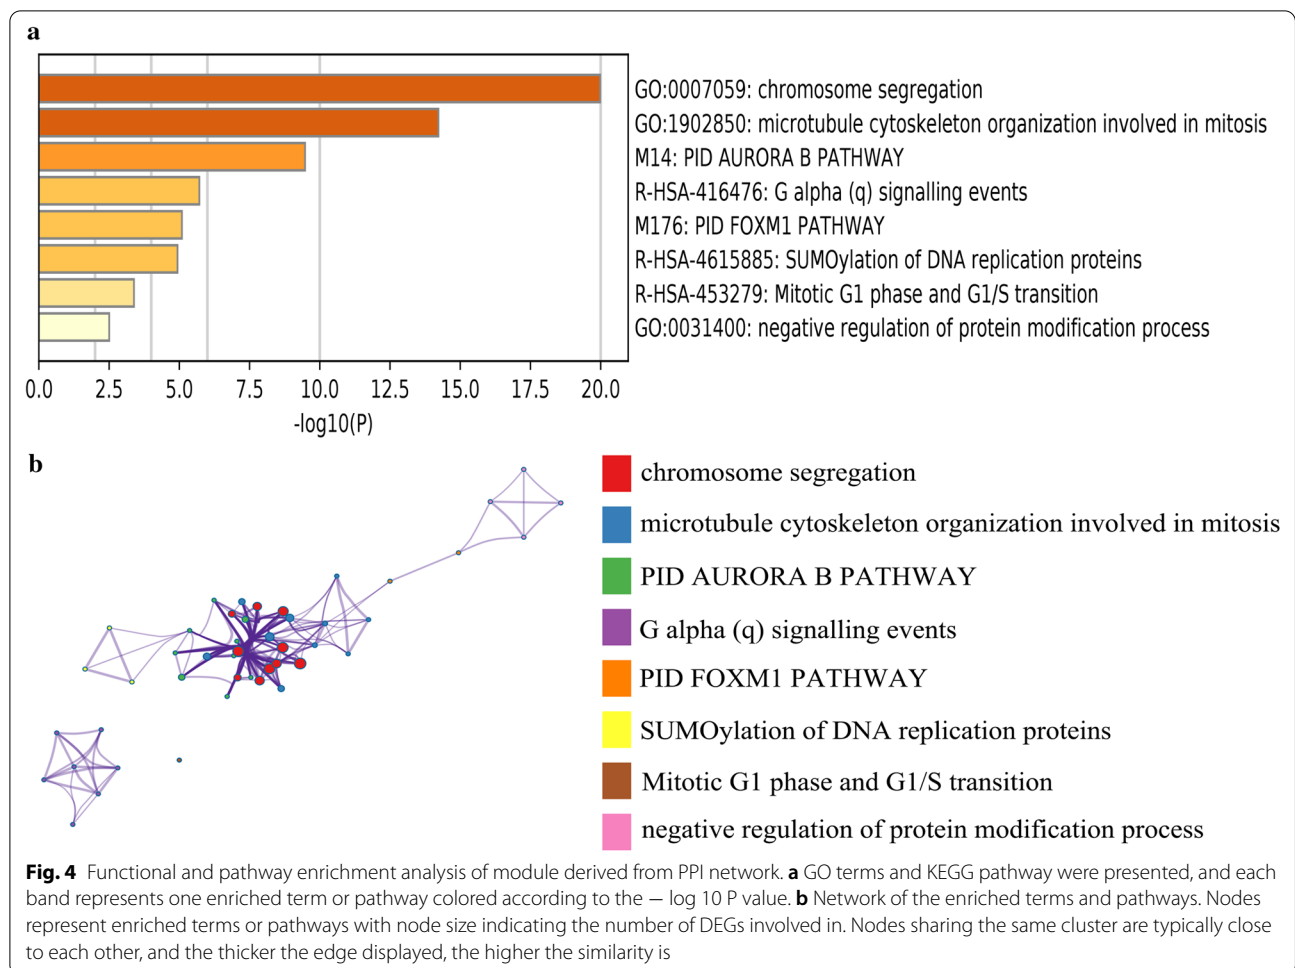 a
GO:0007059: chromosome segregation
GO:1902850: microtubule cytoskeleton organization involved in mitosis
M14: PID AURORA B PATHWAY
R-HSA-416476: G alpha (q) signalling events
M176: PID FOXM1 PATHWAY
R-HSA-4615885: SUMOylation of DNA replication proteins
R-HSA-453279: Mitotic G1 phase and G1/S transition
GO:0031400: negative regulation of protein modification process
0.0 2.5 5.0 7.5 10.0 12.5 15.0 17.5 20.0
-log10(P)
b
chromosome segregation
microtubule cytoskeleton organization involved in mitosis
PID AURORA B PATHWAY
G alpha (q) signalling events
PID FOXM1 PATHWAY
SUMOylation of DNA replication proteins
Mitotic G1 phase and G1/S transition
negative regulation of protein modification process
Fig. 4 Functional and pathway enrichment analysis of module derived from PPI network. a GO terms and KEGG pathway were presented, and each
band represents one enriched term or pathway colored according to the − log 10 P value. b Network of the enriched terms and pathways. Nodes
represent enriched terms or pathways with node size indicating the number of DEGs involved in. Nodes sharing the same cluster are typically close
to each other, and the thicker the edge displayed, the higher the similarity is